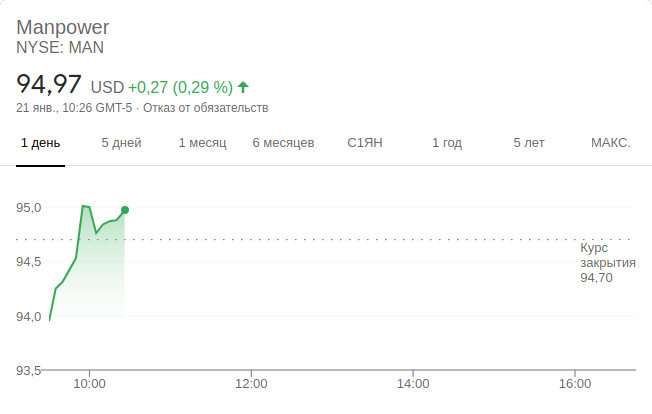 Manpower
NYSE: MAN
94,97 USD +0,27 (0,29 %)
21 янв., 10:26 GMT-5 · Отказ от обязательств
1 день 5 дней 1 месяц 6 месяцев С1ЯН 1 год 5 лет МАКС.
95,0
Курс
закрытия
94,70
94,5
94,0
93,5
10:00 12:00 14:00 16:00